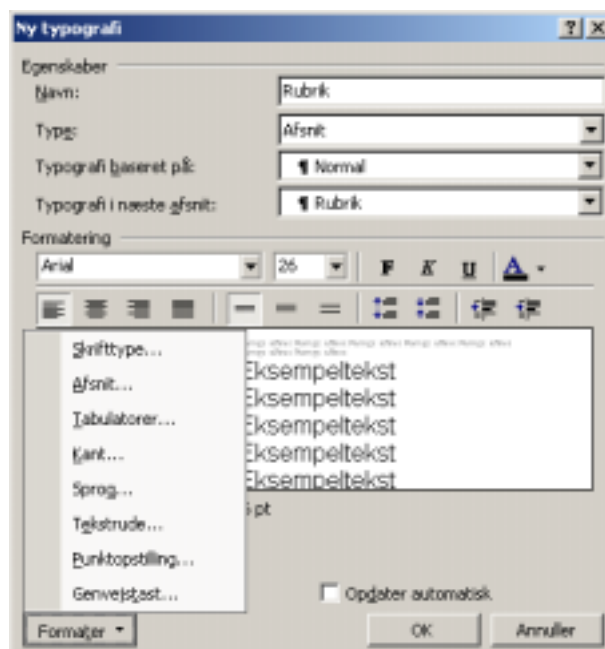 Ny typografi
Egenskaber
Navn: Rubrik
Type: Afsnit
Typografi baseret på: ¶ Normal
Typografi i næste afsnit: ¶ Rubrik
Formatering
Arial 26 F K U A
Skrifttype...
Afsnit...
Eksempeltekst
Eksempeltekst
Tabulatorer...
Eksempeltekst
Kant...
Eksempeltekst
Sprog...
Eksempeltekst
Tekstrude...
pt
Punktopstilling...
Genvejstast...
Opdater automatisk
Formater OK Annuller